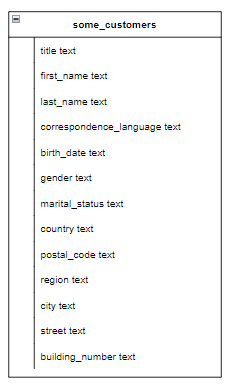 some_customers
title text
first_name text
last_name text
correspondence_language text
birth_date text
gender text
marital_status text
country text
postal_code text
region text
city text
street text
building_number text